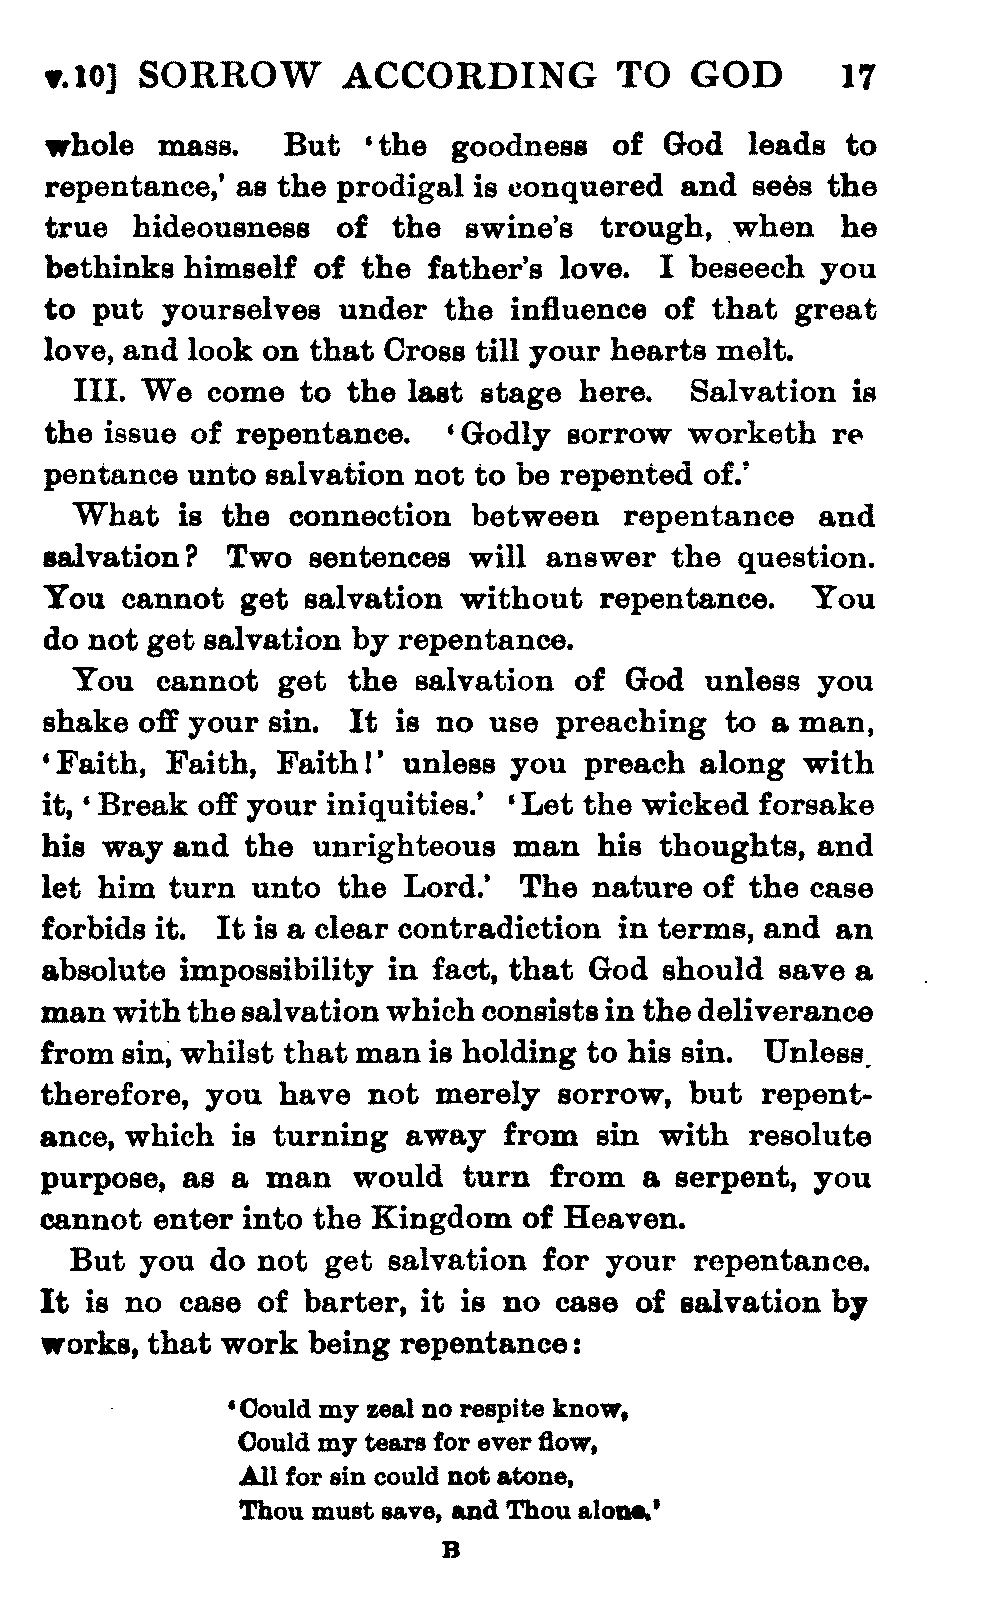 v. 10] SORROW ACCORDING TO GOD 17
whole mass. But ‘the goodness of God leads to
repentance,’ as the prodigal is conquered and sees the
true hideousness of the swine’s trough, when he
bethinks himself of the father’s love. I beseech you
to put yourselves under the influence of that great
love, and look on that Cross till your hearts melt.
III. We come to the last stage here. Salvation is
the issue of repentance. ‘Godly sorrow worketh re
pentance unto salvation not to be repented of.’
What is the connection between repentance and
salvation? Two sentences will answer the question.
You cannot get salvation without repentance. You
do not get salvation by repentance.
You cannot get the salvation of God unless you
shake off your sin. It is no use preaching to a man,
‘Faith, Faith, Faith!’ unless you preach along with
it, ‘Break off your iniquities.’ ‘Let the wicked forsake
his way and the unrighteous man his thoughts, and
let him turn unto the Lord.’ The nature of the case
forbids it. It is a clear contradiction in terms, and an
absolute impossibility in fact, that God should save a
man with the salvation which consists in the deliverance
from sin, whilst that man is holding to his sin. Unless,
therefore, you have not merely sorrow, but repent-
ance, which is turning away from sin with resolute
purpose, as a man would turn from a serpent, you
cannot enter into the Kingdom of Heaven.
But you do not get salvation for your repentance.
It is no case of barter, it is no case of salvation by
works, that work being repentance:
‘Could my zeal no respite know,
Could my tears for ever flow,
All for sin could not atone,
Thou must save, and Thou alone.’
B